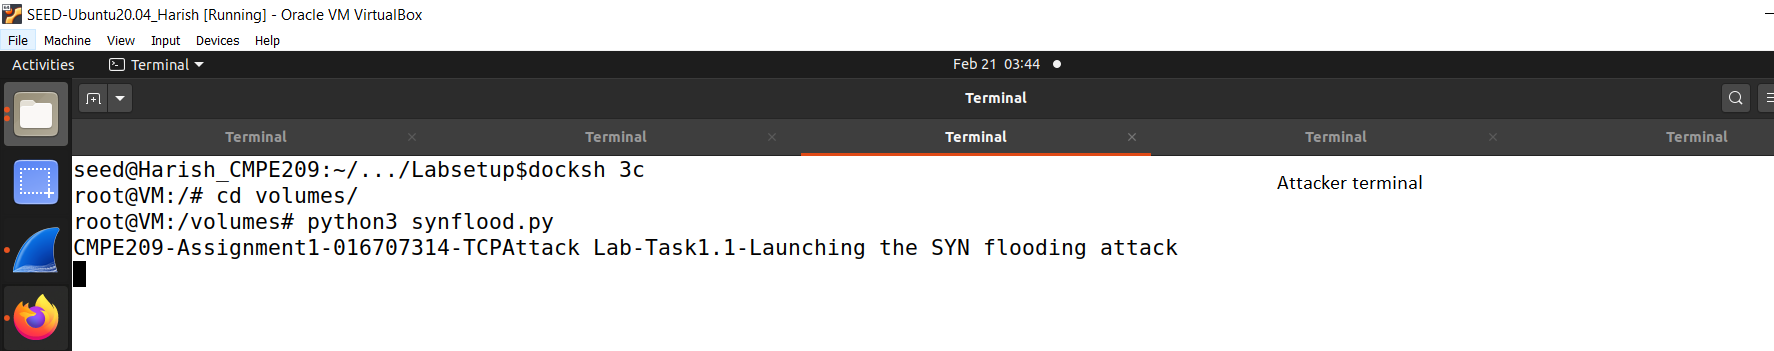 SEED-Ubuntu20.04_Harish [Running] - Oracle VM VirtualBox
File Machine View Input Devices Help
Activities Terminal Feb 21 03:44
Terminal
Terminal Terminal Terminal Terminal Terminal
seed@Harish_CMPE209:~/.../Labsetup$docksh 3c
Attacker terminal
root@VM:/# cd volumes/
root@VM:/volumes# python3 synflood.py
CMPE209-Assignment1-016707314-TCPAttack Lab-Task1.1-Launching the SYN flooding attack